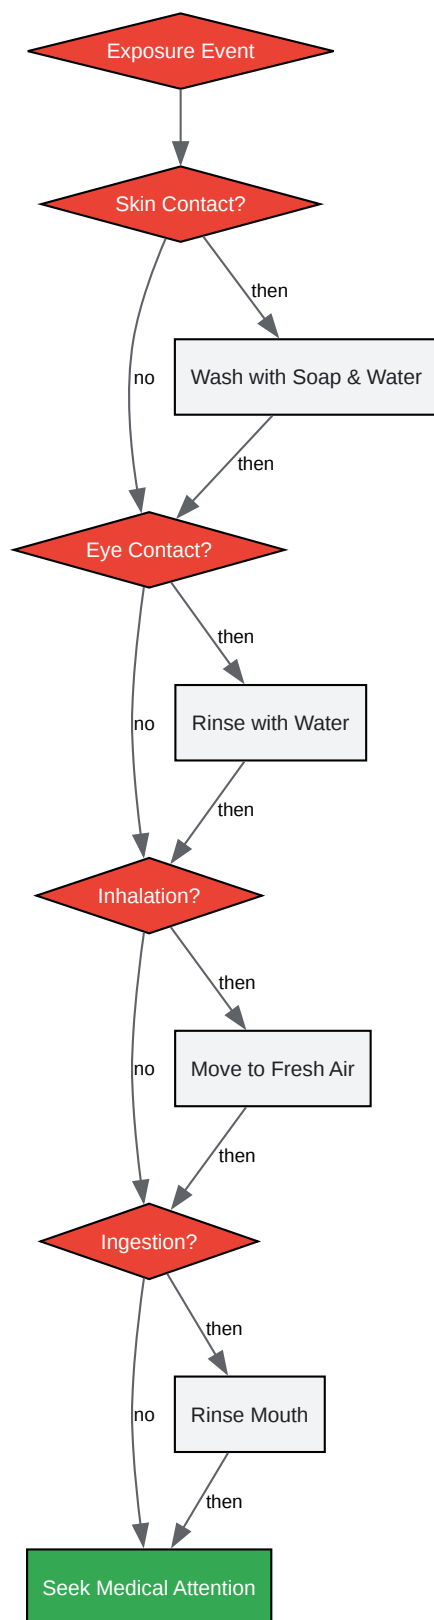 Exposure Event
Skin Contact?
then
Wash with Soap & Water
no
then
Eye Contact?
then
Rinse with Water
no
then
Inhalation?
then
Move to Fresh Air
no
then
Ingestion?
then
Rinse Mouth
no
then
Seek Medical Attention